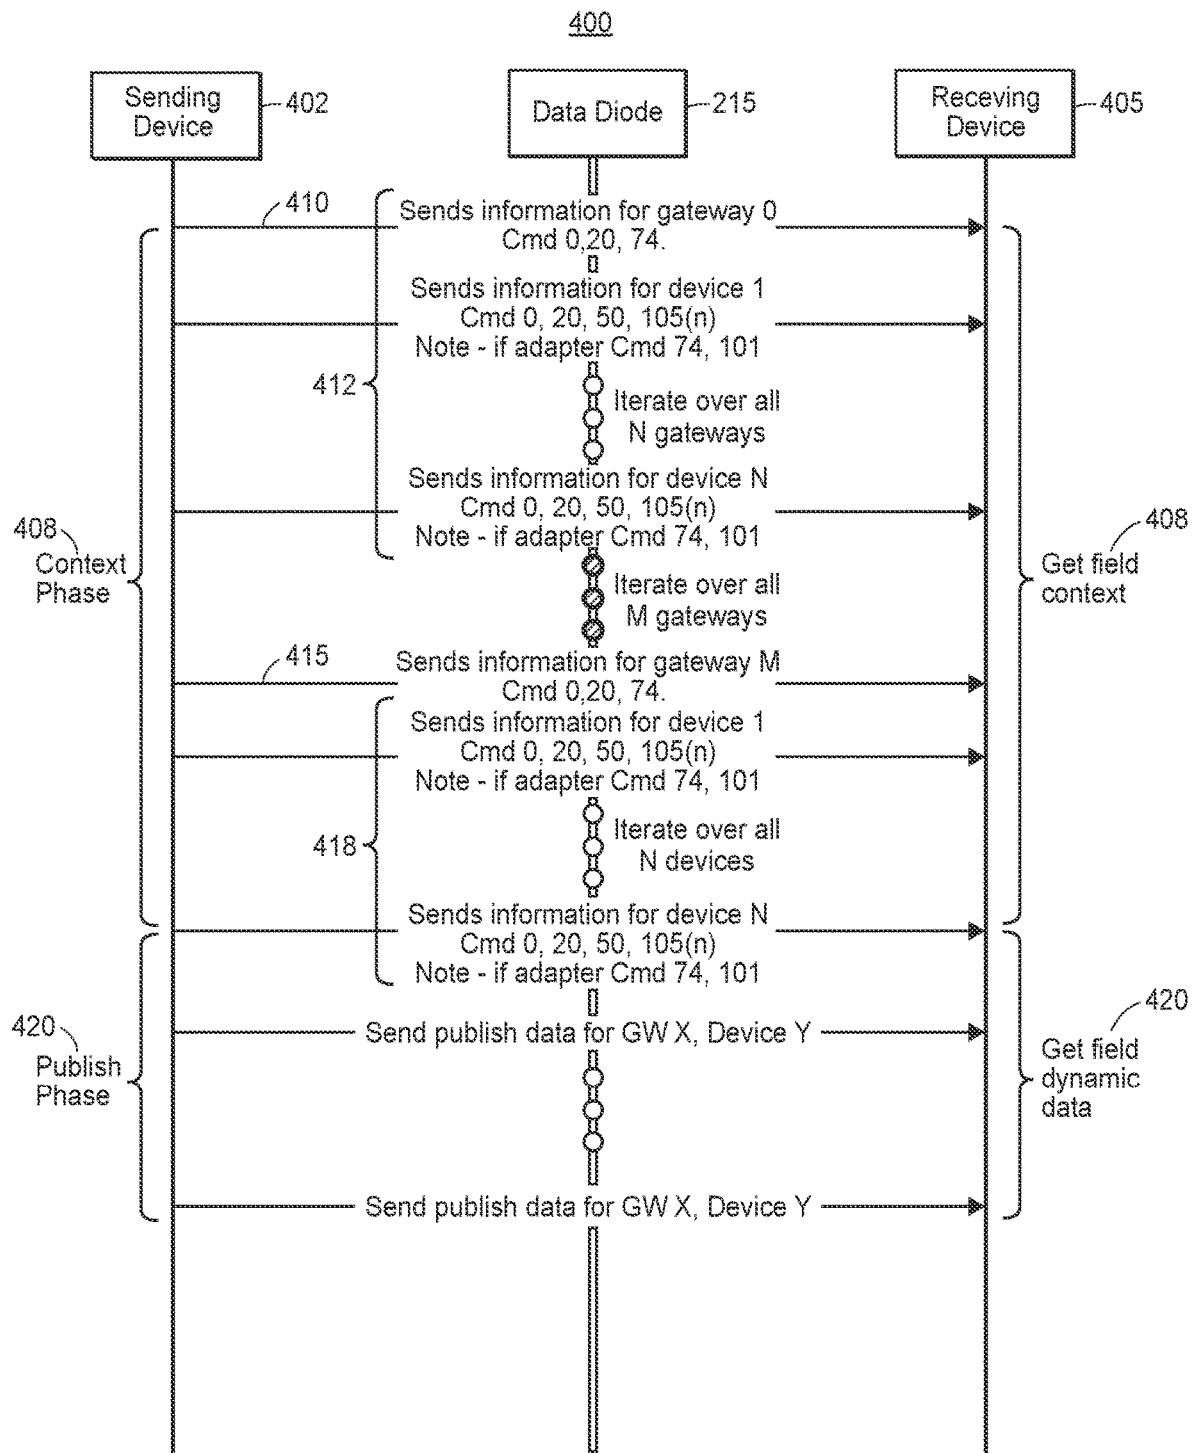 400
Sending
Device
402
Data Diode
215
Receving
Device
405
410
Sends information for gateway 0
Cmd 0,20, 74.
Sends information for device 1
Cmd 0, 20, 50, 105(n)
Note - if adapter Cmd 74, 101
412
Iterate over all
N gateways
Sends information for device N
Cmd 0, 20, 50, 105(n)
Note - if adapter Cmd 74, 101
408
Context
Phase
408
Get field
context
Iterate over all
M gateways
415
Sends information for gateway M
Cmd 0,20, 74.
Sends information for device 1
Cmd 0, 20, 50, 105(n)
Note - if adapter Cmd 74, 101
418
Iterate over all
N devices
Sends information for device N
Cmd 0, 20, 50, 105(n)
Note - if adapter Cmd 74, 101
420
Publish
Phase
Send publish data for GW X, Device Y
420
Get field
dynamic
data
Send publish data for GW X, Device Y